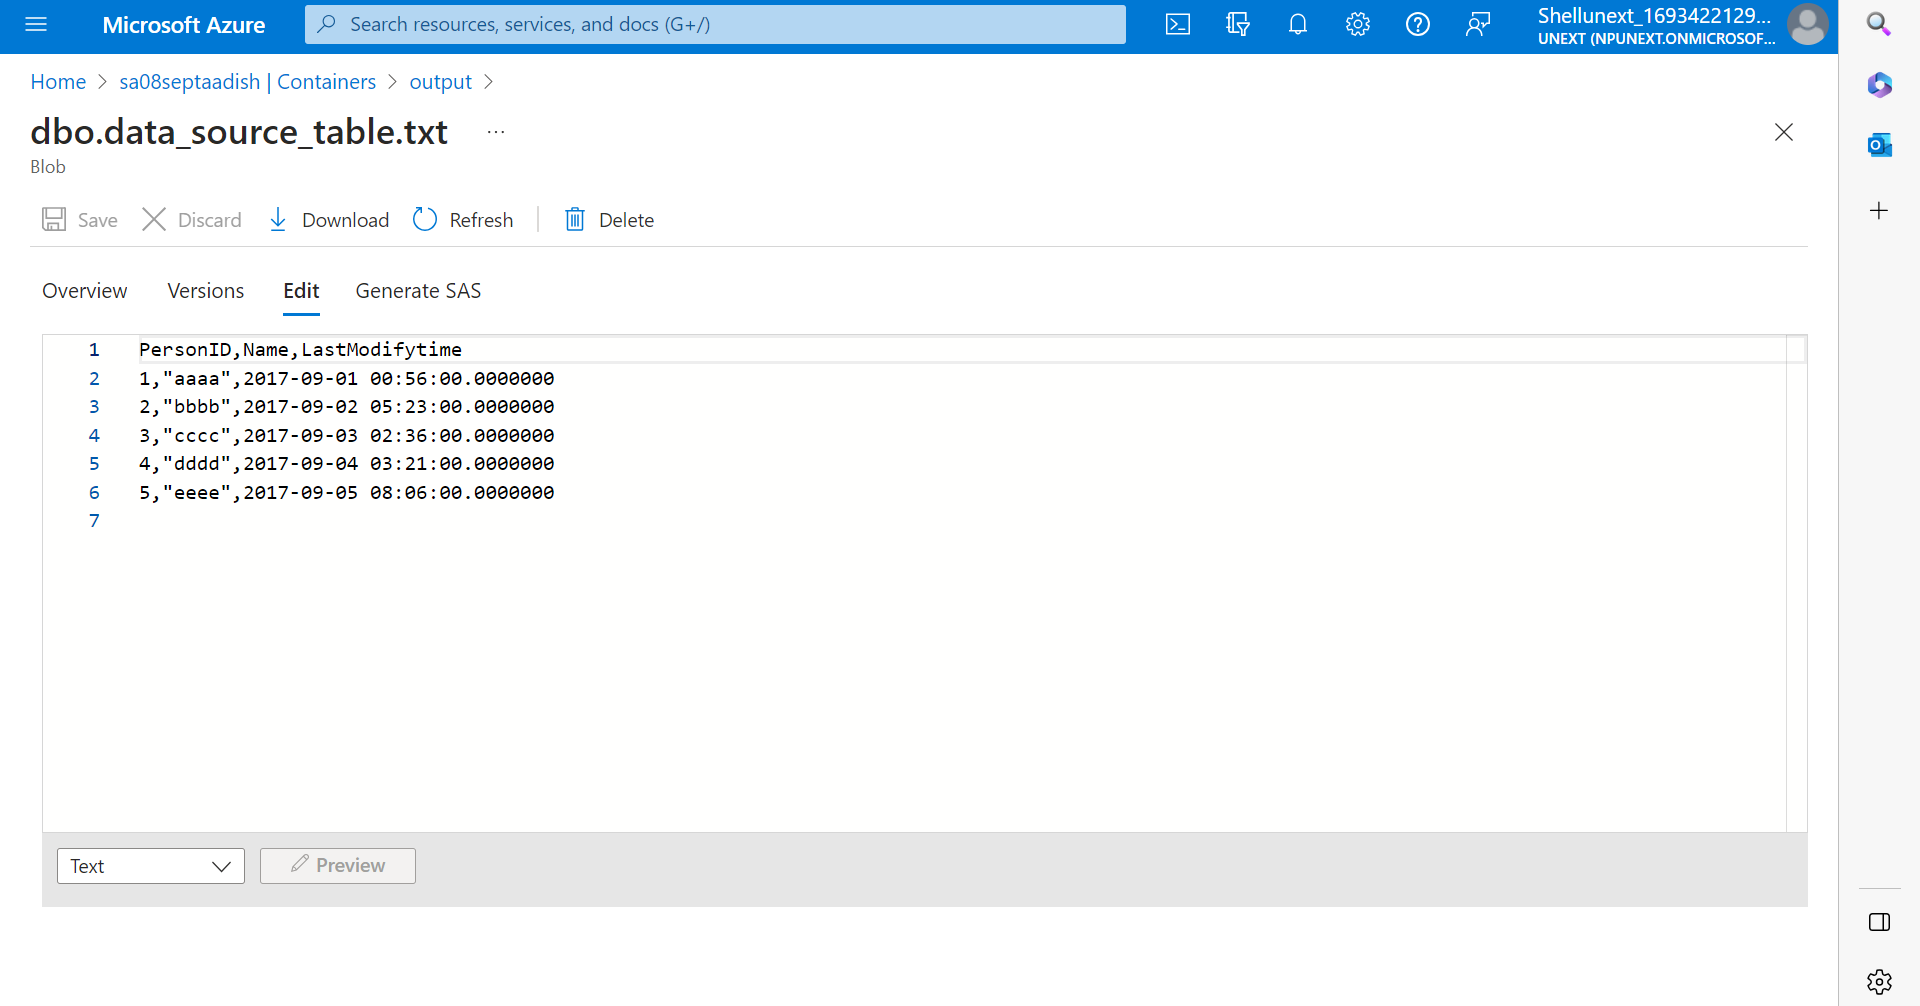 Microsoft Azure
Search resources, services, and docs (G+/)
Shellunext_1693422129...
UNEXT (NPUNEXT.ONMICROSOF...
Home > sa08septaadish | Containers > output >
dbo.data_source_table.txt ...
Blob
Save Discard Download Refresh Delete
Overview Versions Edit Generate SAS
1 PersonID,Name,LastModifytime
2 1,"aaaa",2017-09-01 00:56:00.0000000
3 2,"bbbb",2017-09-02 05:23:00.0000000
4 3,"cccc",2017-09-03 02:36:00.0000000
5 4,"dddd",2017-09-04 03:21:00.0000000
6 5,"eeee",2017-09-05 08:06:00.0000000
7
Text Preview